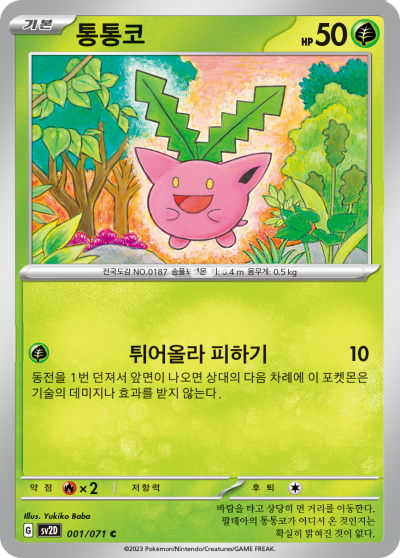 기본 통통코 HP 50
전국도감 NO.0187 솜풀포켓몬 키: 0.4 m 몸무게: 0.5 kg
튀어올라 피하기 10
동전을 1번 던져서 앞면이 나오면 상대의 다음 차례에 이 포켓몬은
기술의 데미지나 효과를 받지 않는다.
약점 ×2 저항력 후퇴
Illus. Yukiko Baba
G SV2D 001/071 C
바람을 타고 상당히 먼 거리를 이동한다.
팔데아의 통통코가 어디서 온 것인지는
확실히 밝혀진 것이 없다.
©2023 Pokémon/Nintendo/Creatures/GAME FREAK.